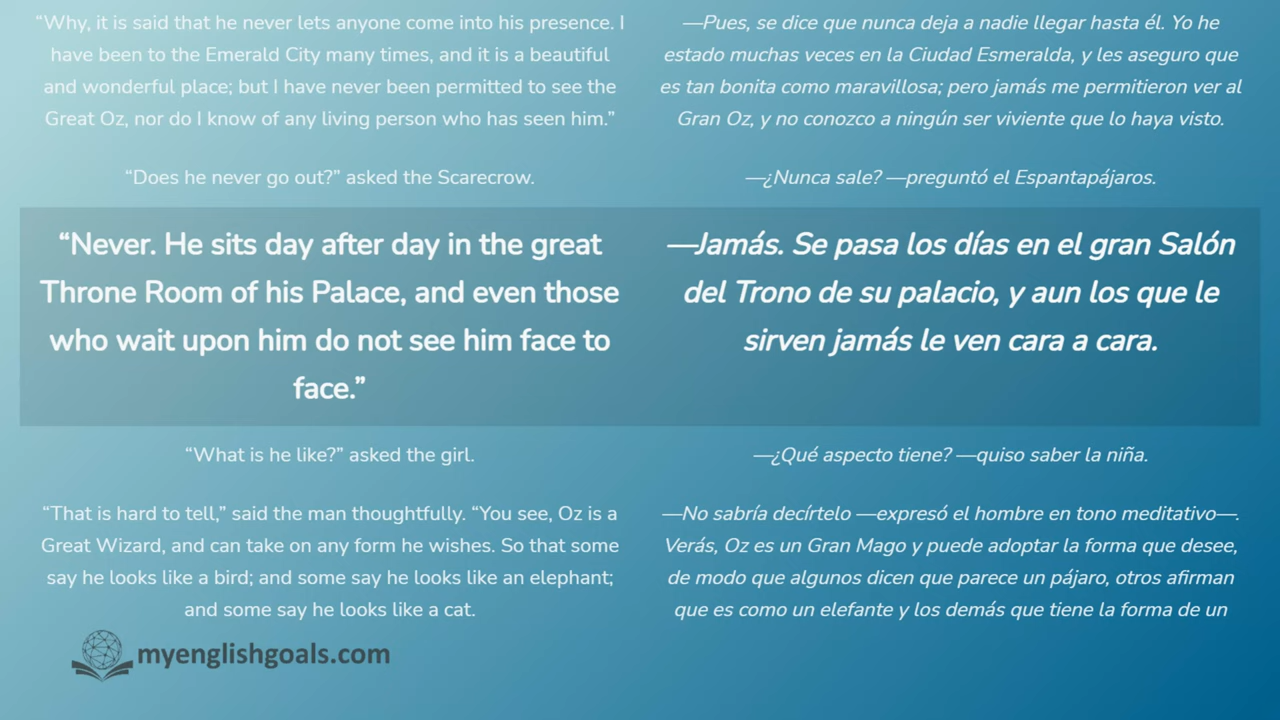 “Why, it is said that he never lets anyone come into his presence. I
have been to the Emerald City many times, and it is a beautiful
and wonderful place; but I have never been permitted to see the
Great Oz, nor do I know of any living person who has seen him.”
“Does he never go out?” asked the Scarecrow.
“Never. He sits day after day in the great
Throne Room of his Palace, and even those
who wait upon him do not see him face to
face.”
“What is he like?” asked the girl.
“That is hard to tell,” said the man thoughtfully. “You see, Oz is a
Great Wizard, and can take on any form he wishes. So that some
say he looks like a bird; and some say he looks like an elephant;
and some say he looks like a cat.
—Pues, se dice que nunca deja a nadie llegar hasta él. Yo he
estado muchas veces en la Ciudad Esmeralda, y les aseguro que
es tan bonita como maravillosa; pero jamás me permitieron ver al
Gran Oz, y no conozco a ningún ser viviente que lo haya visto.
—¿Nunca sale? —preguntó el Espantapájaros.
—Jamás. Se pasa los días en el gran Salón
del Trono de su palacio, y aun los que le
sirven jamás le ven cara a cara.
—¿Qué aspecto tiene? —quiso saber la niña.
—No sabría decírtelo —expresó el hombre en tono meditativo—.
Verás, Oz es un Gran Mago y puede adoptar la forma que desee,
de modo que algunos dicen que parece un pájaro, otros afirman
que es como un elefante y los demás que tiene la forma de un
myenglishgoals.com